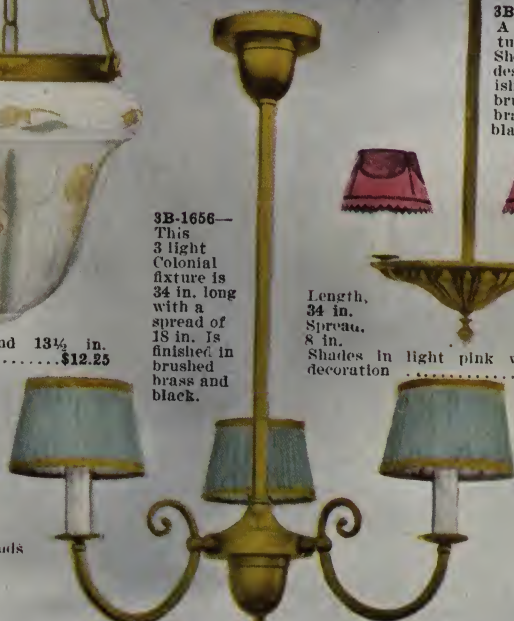 3B
A
tu
Sh
des
ish
bru
bra
bla
3B-1656—
This
3 light
Colonial
fixture is
34 in. long
with a
spread of
18 in. Is
finished in
brushed
brass and
black.
Length,
34 in.
Spread,
8 in.
Shades in light pink w
decoration ............
nd 13½ in.
......$12.25
ads